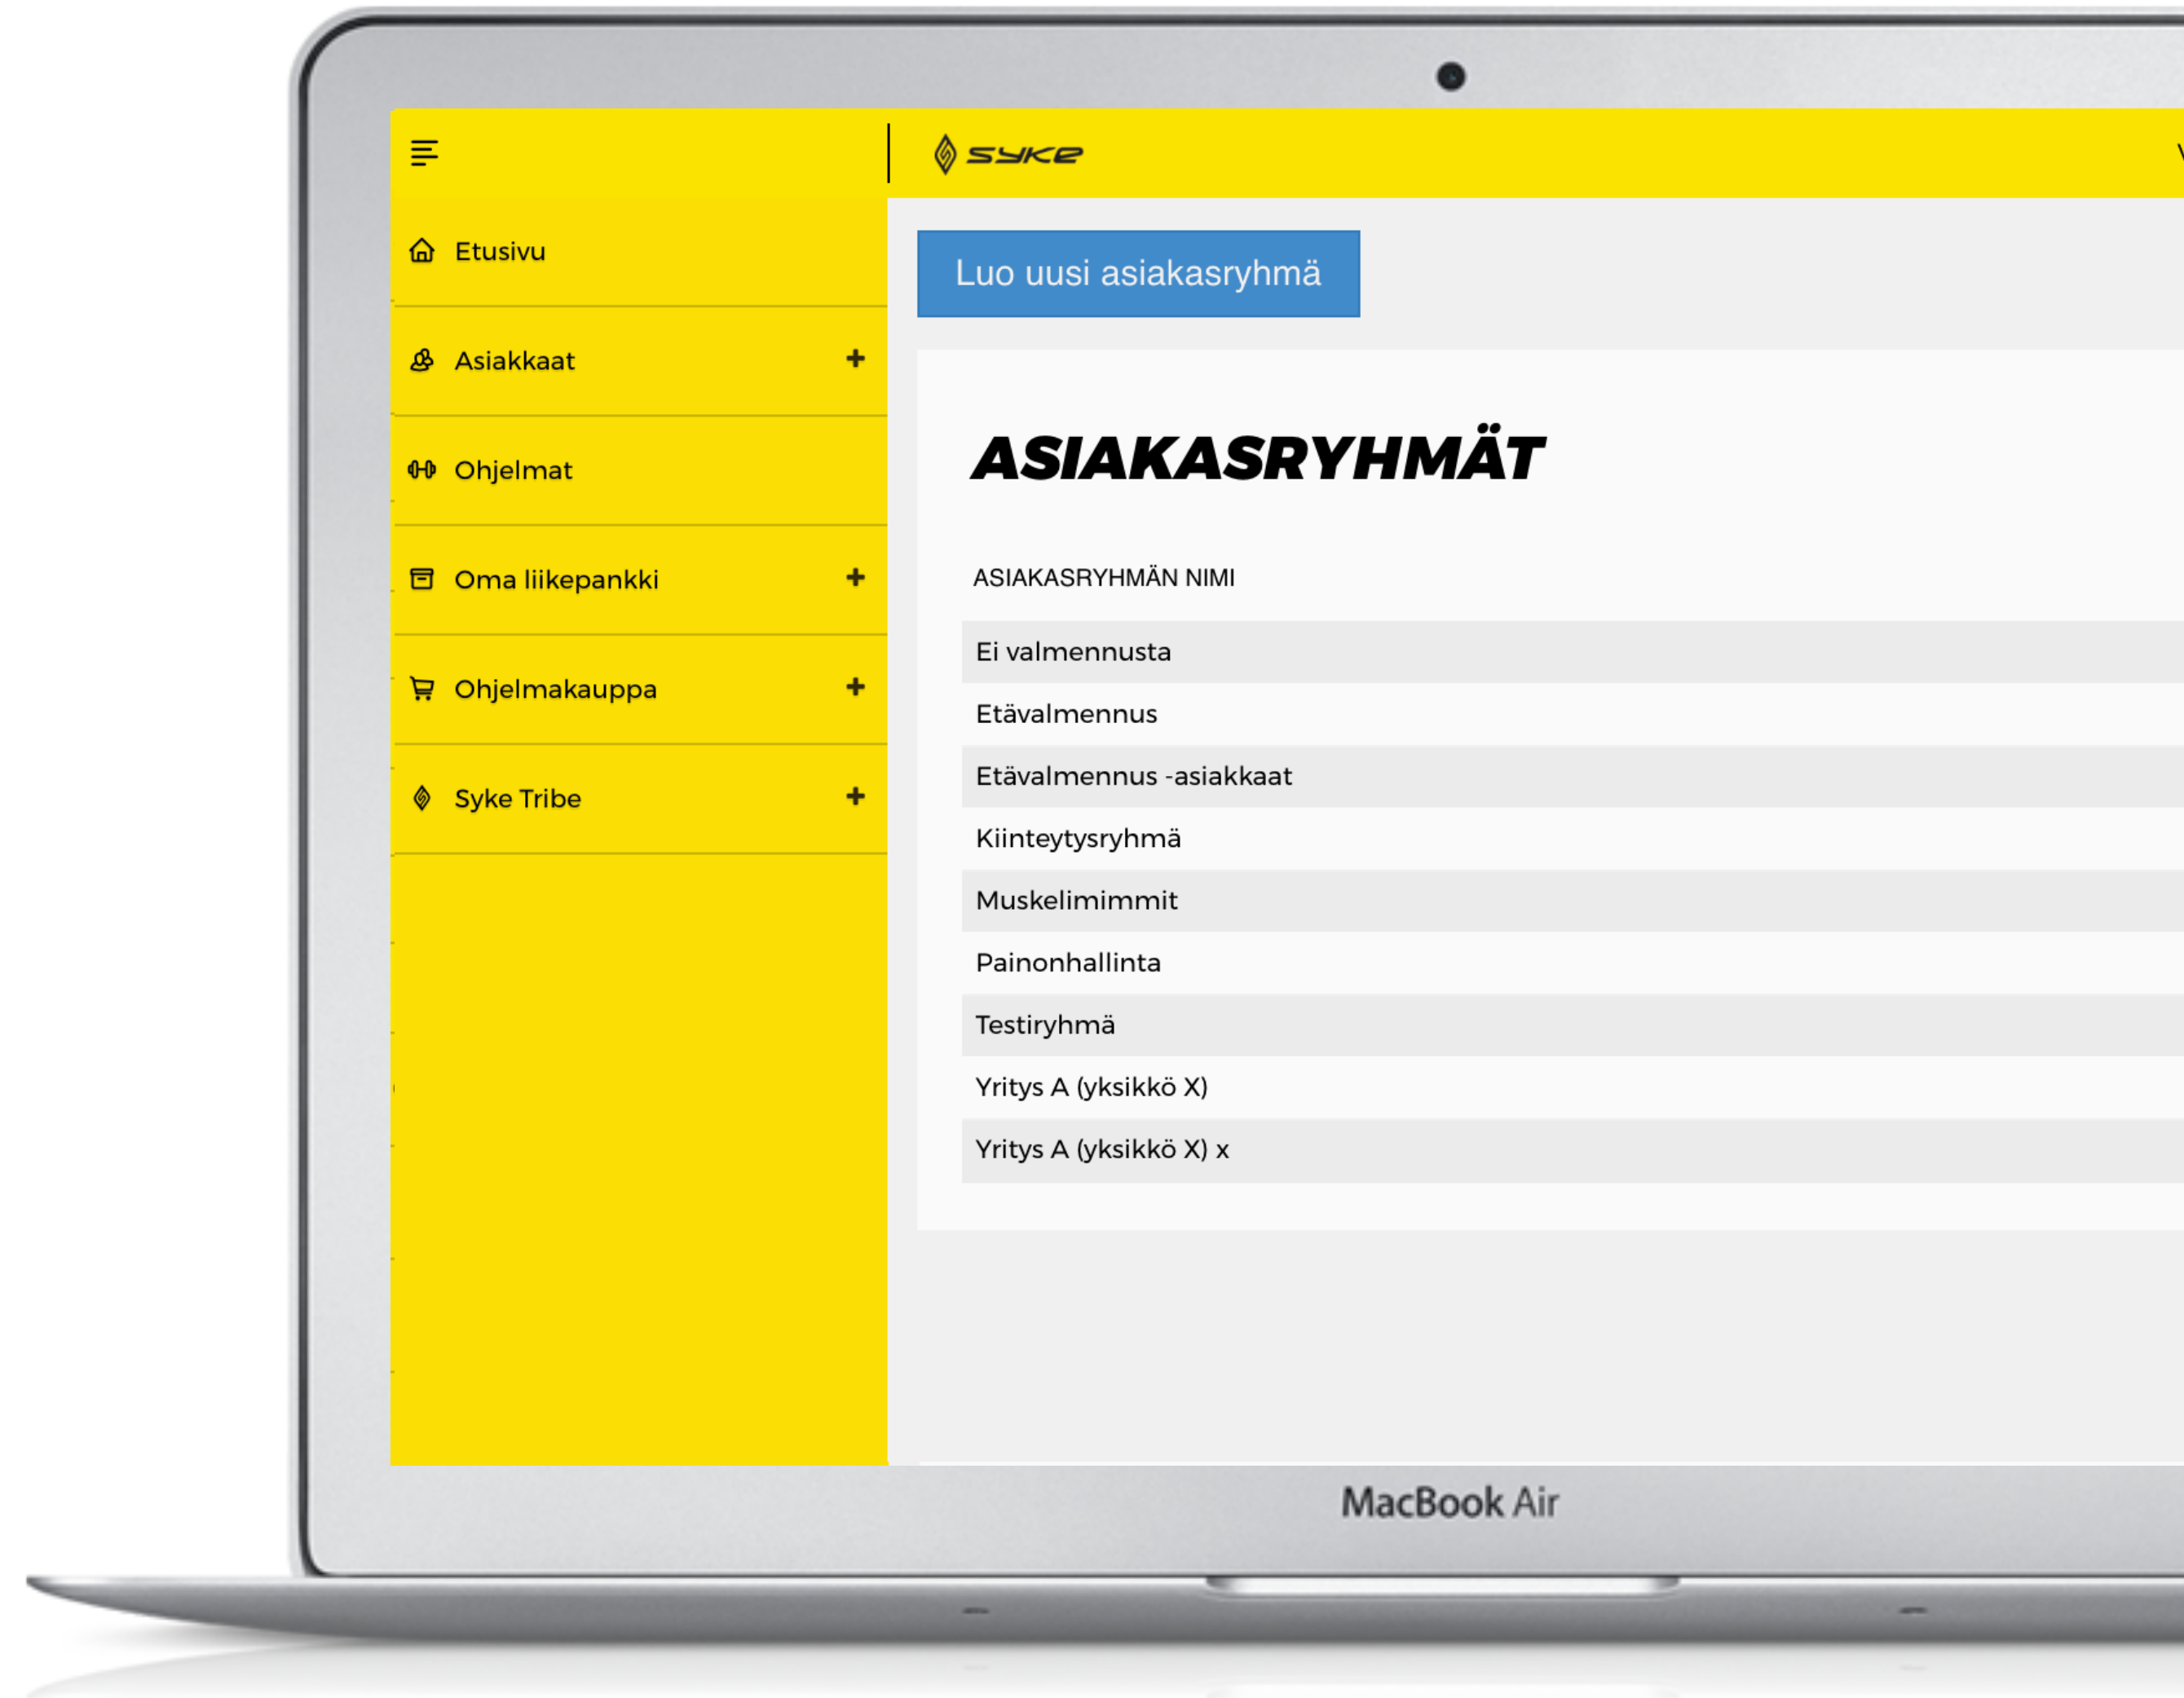 SYKE
Etusivu
Asiakkaat
Ohjelmat
Oma liikepankki
Ohjelmakauppa
Syke Tribe
Luo uusi asiakasryhmä
ASIAKASRYHMÄT
ASIAKASRYHMÄN NIMI
Ei valmennusta
Etävalmennus
Etävalmennus -asiakkaat
Kiinteytysryhmä
Muskelimimmit
Painonhallinta
Testiryhmä
Yritys A (yksikkö X)
Yritys A (yksikkö X) x
MacBook Air